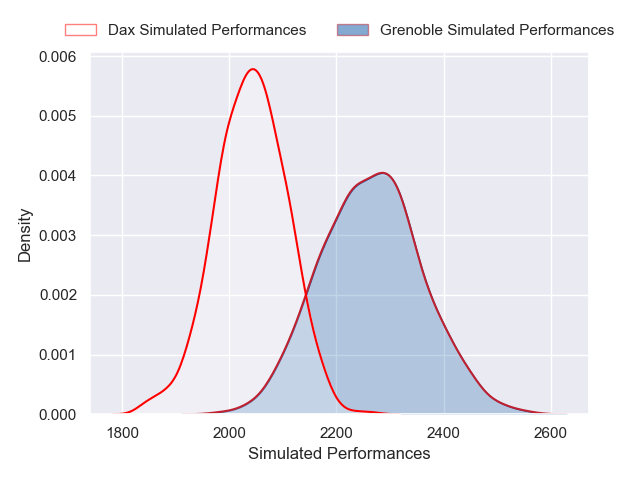 Dax Simulated Performances Grenoble Simulated Performances
0.006
0.005
0.004
0.003
0.002
0.001
0.000
Density
1800 2000 2200 2400 2600
Simulated Performances